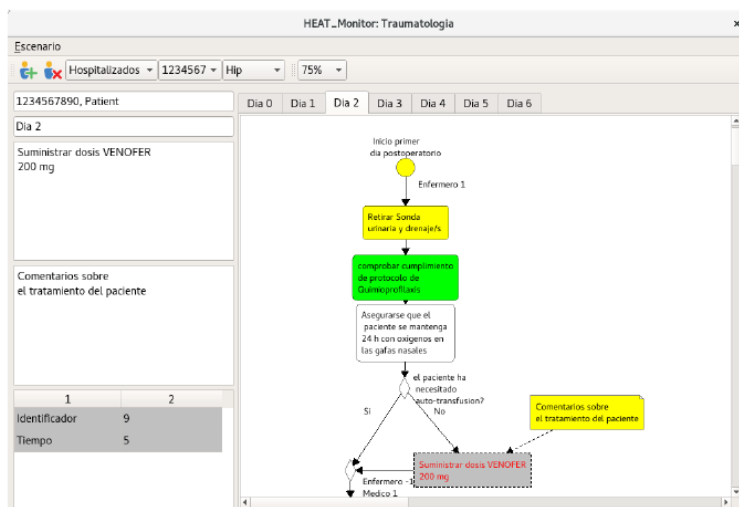 HEAT_Monitor: Traumatologia
Escenario
Hospitalizados
1234567
Hip
75%
1234567890, Patient
Dia 2
Suministrar dosis VENOFER
200 mg
Comentarios sobre
el tratamiento del paciente
1 2
Identificador 9
Tiempo 5
Dia 0 Dia 1 Dia 2 Dia 3 Dia 4 Dia 5 Dia 6
Inicio primer
dia postoperatorio
Enfermero 1
Retirar Sonda
urinaria y drenaje/s
comprobar cumplimiento
de protocolo de
Quimioprofilaxis
Asegurarse que el
paciente se mantenga
24 h con oxigenos en
las gafas nasales
el paciente ha
necesitado
auto-transfusion?
Si
No
Comentarios sobre
el tratamiento del paciente
Suministrar dosis VENOFER
200 mg
Enfermero -1
Medico 1